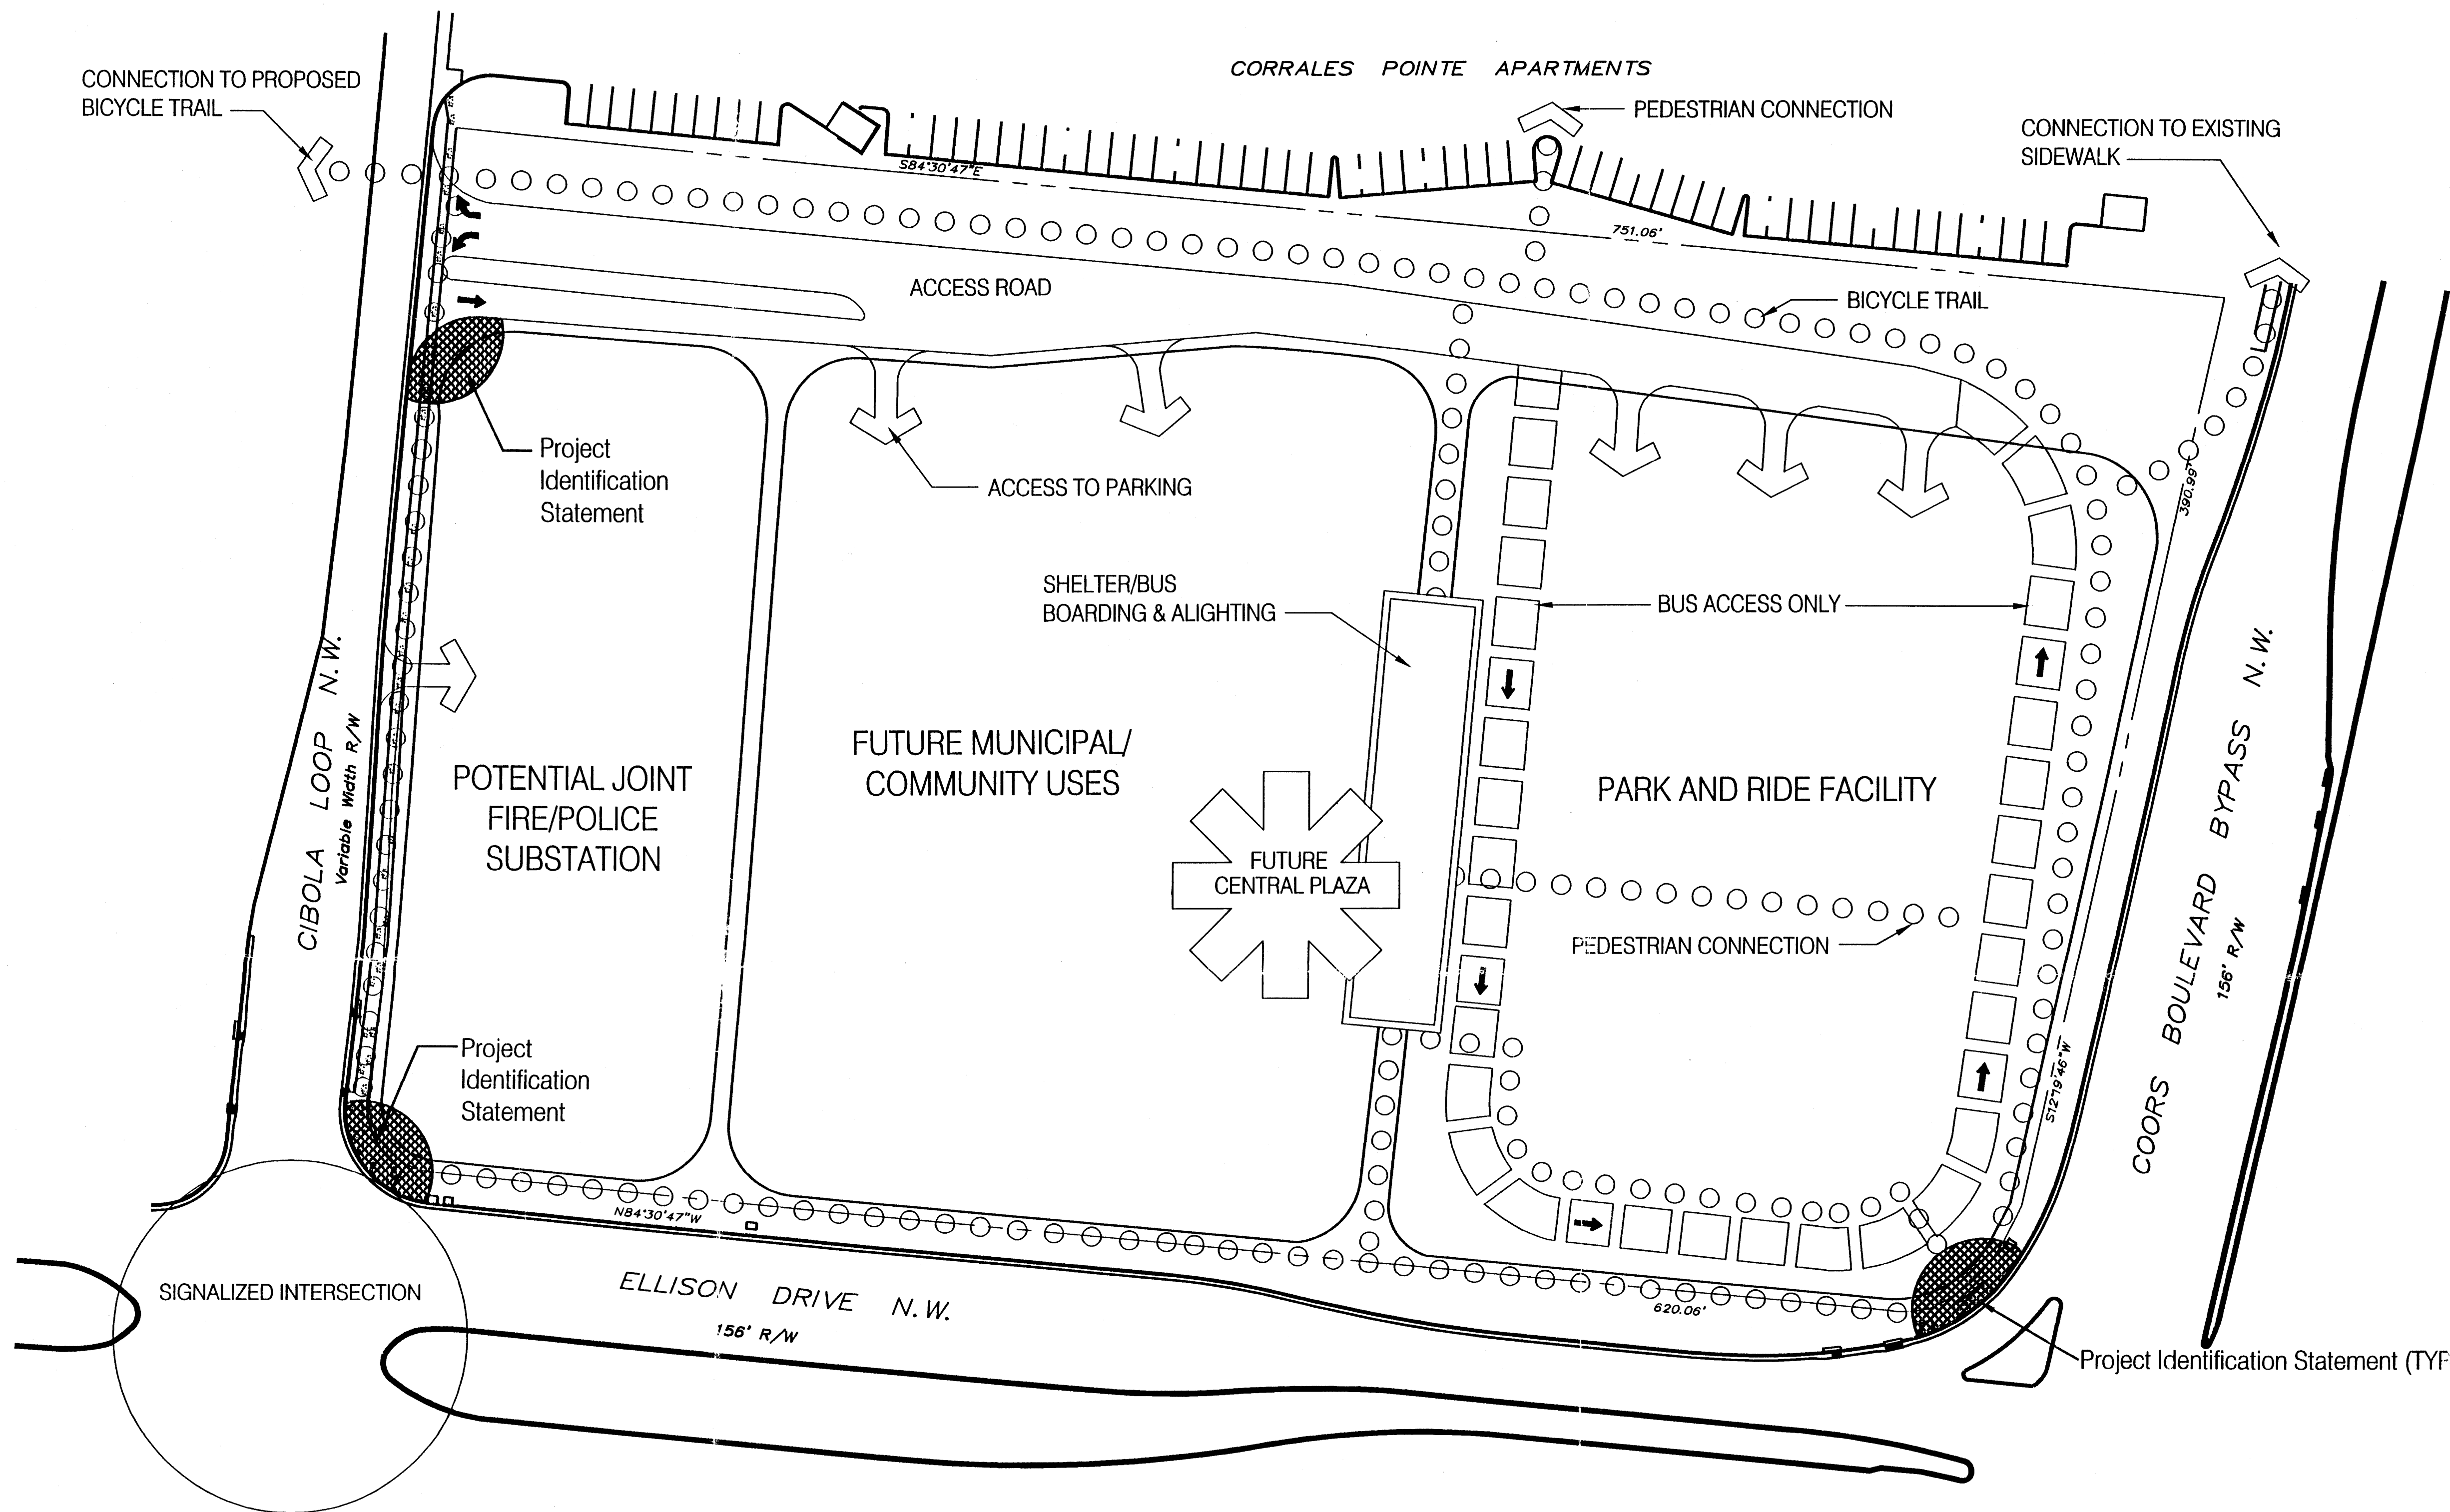 CORRALES POINTE APARTMENTS
CONNECTION TO PROPOSED
BICYCLE TRAIL
PEDESTRIAN CONNECTION
CONNECTION TO EXISTING
SIDEWALK
S84°30'47"E
751.06'
ACCESS ROAD
BICYCLE TRAIL
Project
Identification
Statement
ACCESS TO PARKING
390.99'
SHELTER/BUS
BOARDING & ALIGHTING
BUS ACCESS ONLY
CIBOLA LOOP N.W.
Variable Width R/W
POTENTIAL JOINT
FIRE/POLICE
SUBSTATION
FUTURE MUNICIPAL/
COMMUNITY USES
PARK AND RIDE FACILITY
FUTURE
CENTRAL PLAZA
PEDESTRIAN CONNECTION
COORS BOULEVARD BYPASS N.W.
156' R/W
S12°19'46"W
Project
Identification
Statement
N84°30'47"W
SIGNALIZED INTERSECTION
ELLISON DRIVE N.W.
156' R/W
620.06'
Project Identification Statement (TYP